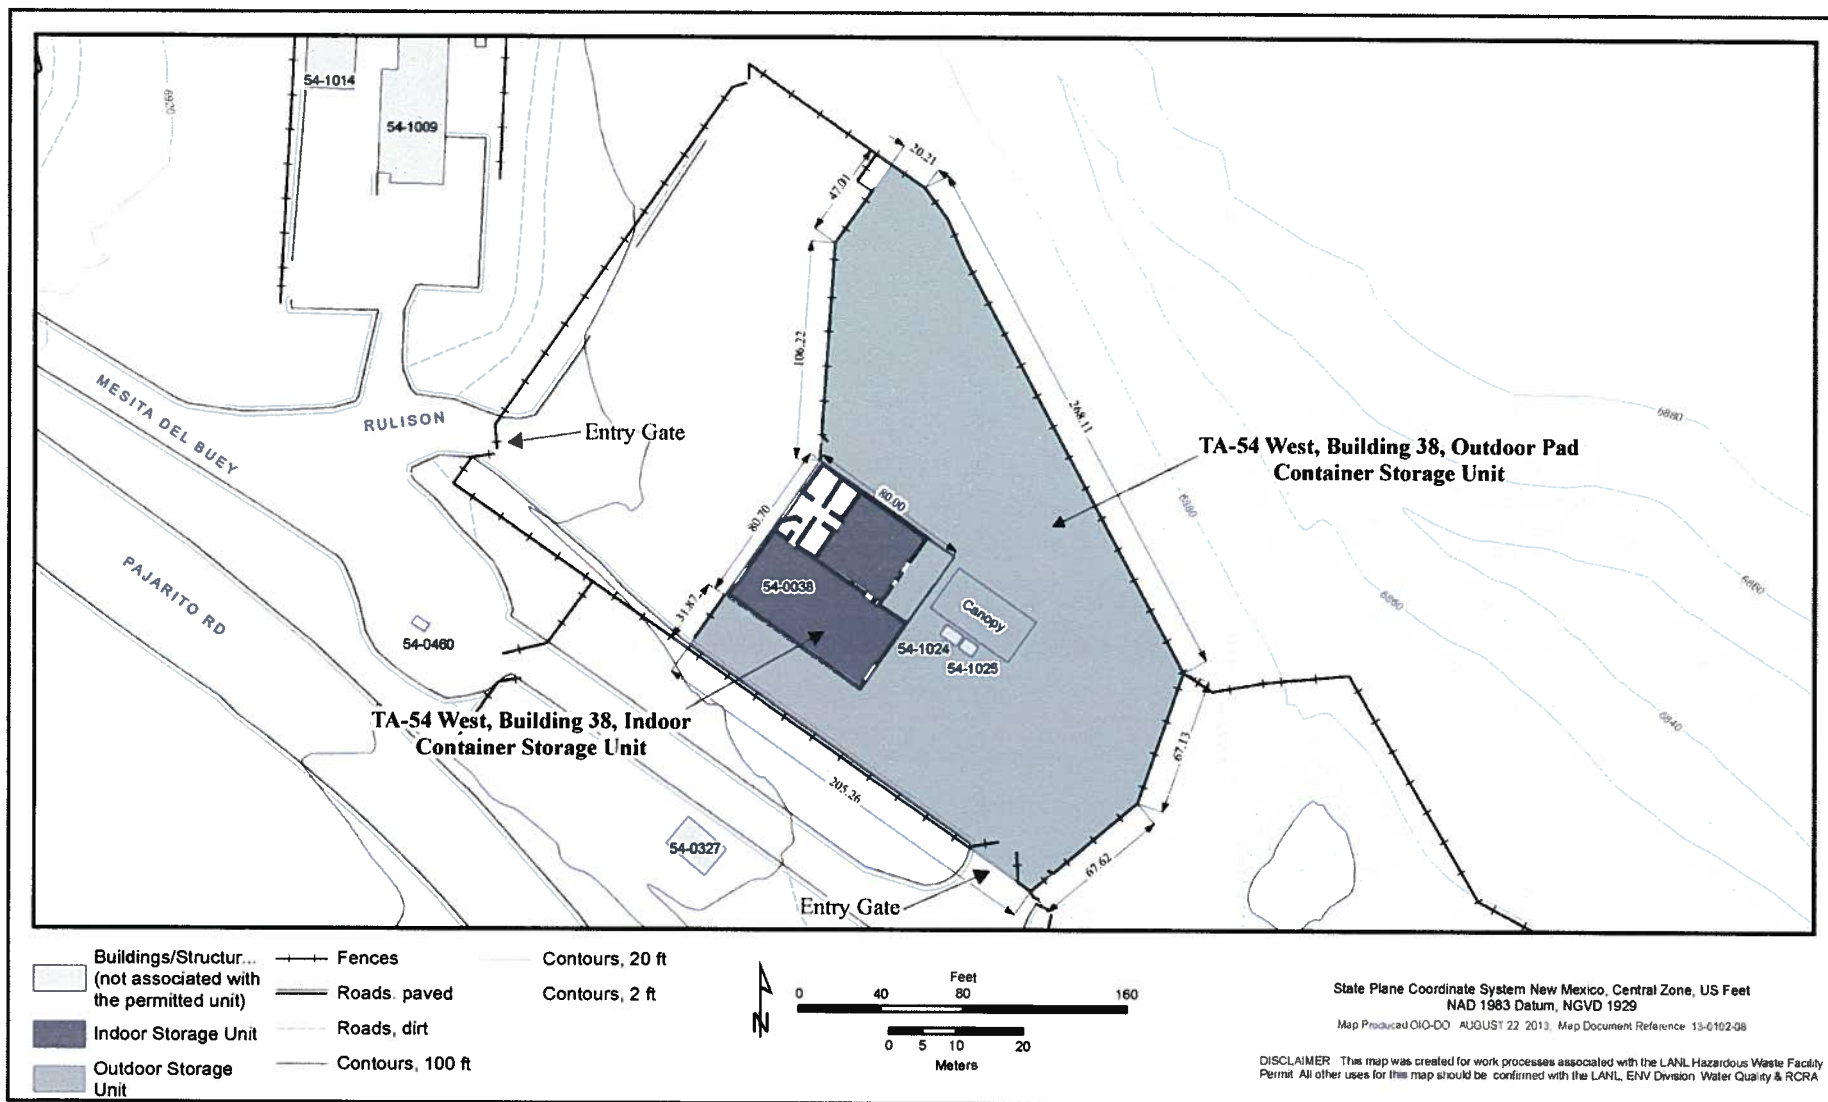 54-1014
6920
54-1009
20.21
47.01
106.22
268.11
MESITA DEL BUEY
RULISON
Entry Gate
6880
TA-54 West, Building 38, Outdoor Pad
Container Storage Unit
80.00
80.70
6880
PAJARITO RD
54-0038
31.87
Canopy
6860
6860
54-0460
54-1024
54-1025
6840
TA-54 West, Building 38, Indoor
Container Storage Unit
67.13
205.26
54-0327
67.62
Entry Gate
Buildings/Structur...
(not associated with
the permitted unit)
Indoor Storage Unit
Outdoor Storage
Unit
Fences
Roads. paved
Roads, dirt
Contours, 100 ft
Contours, 20 ft
Contours, 2 ft
N
Feet
0 40 80 160
0 5 10 20
Meters
State Plane Coordinate System New Mexico, Central Zone, US Feet
NAD 1983 Datum, NGVD 1929
Map Produced OIO-DO AUGUST 22 2013, Map Document Reference 13-0102-08
DISCLAIMER This map was created for work processes associated with the LANL Hazardous Waste Facility
Permit All other uses for this map should be confirmed with the LANL, ENV Division Water Quality & RCRA